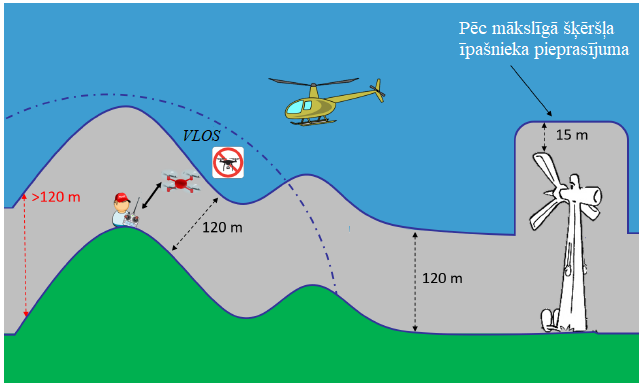 Pēc mākslīgā šķēršļa
īpašnieka pieprasījuma
VLOS
15 m
>120 m
120 m
120 m